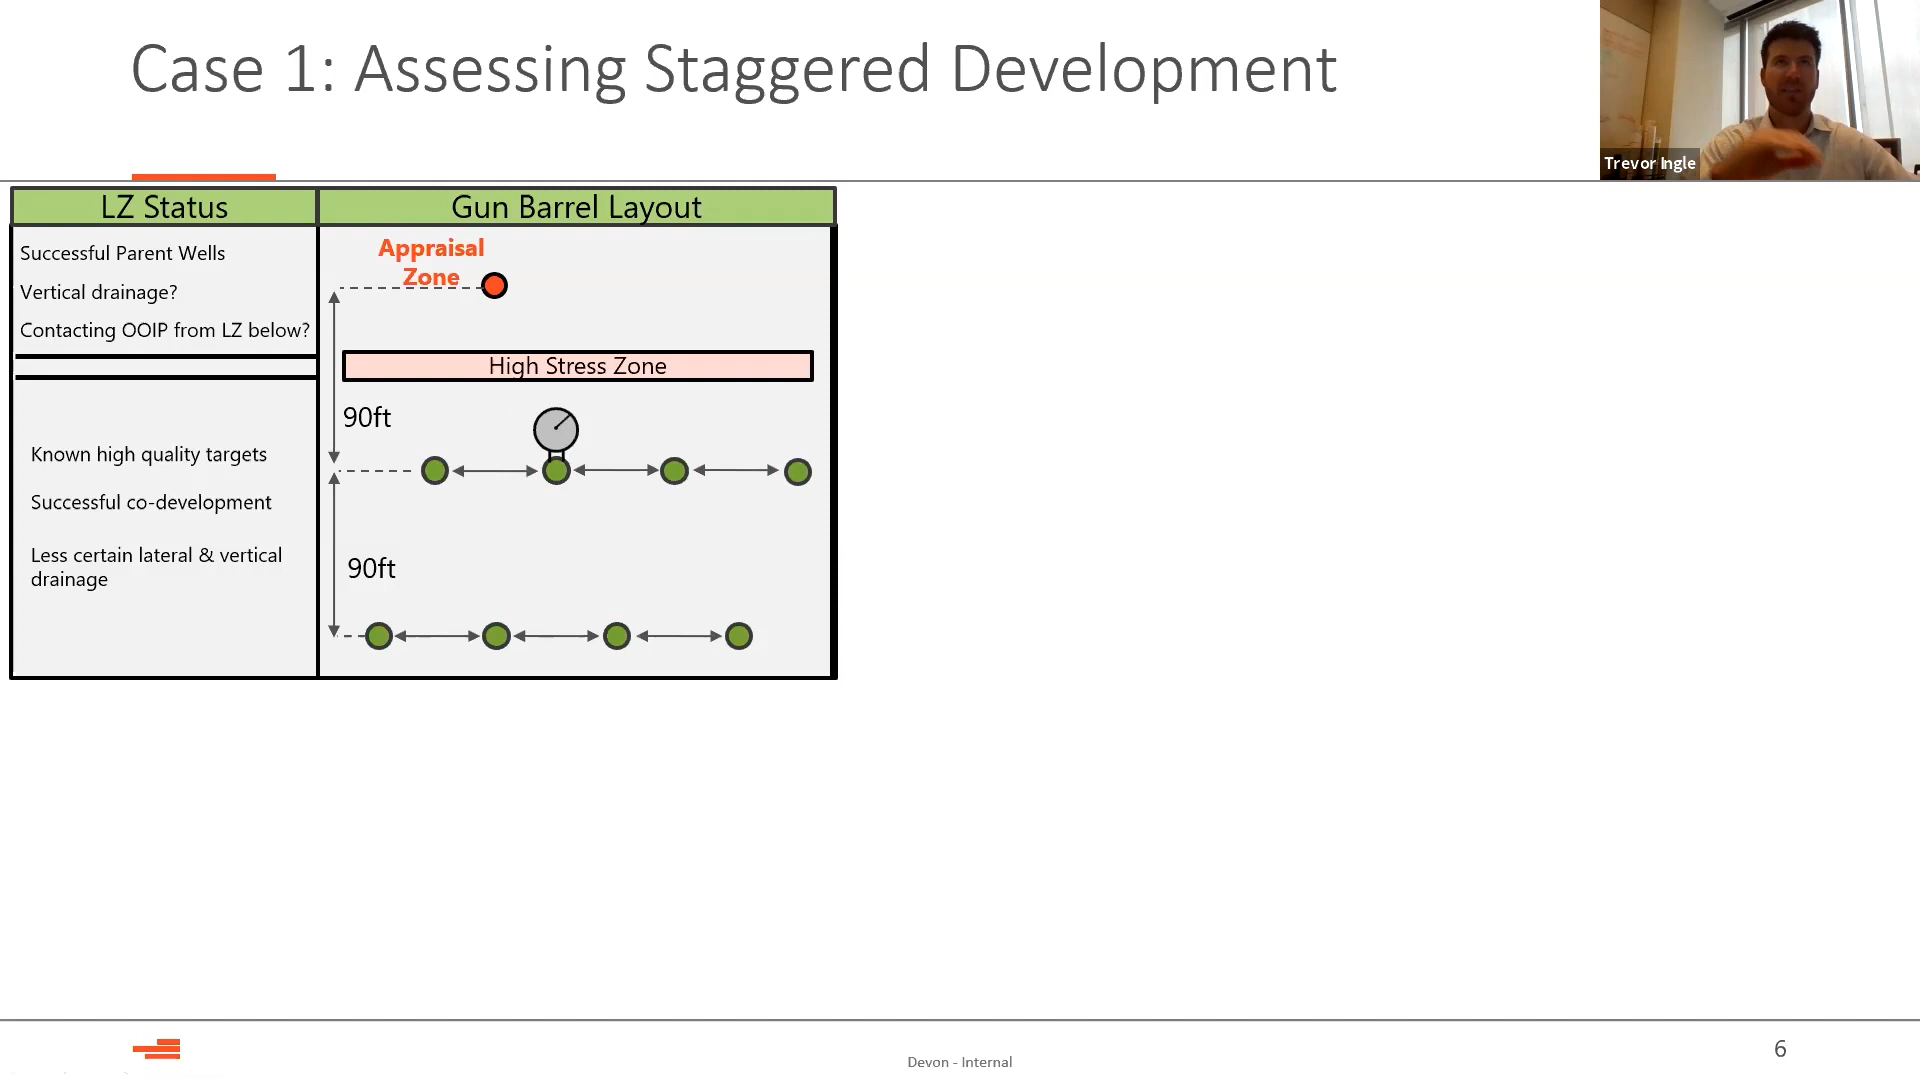 Case 1: Assessing Staggered Development
Trevor Ingle
LZ Status
Gun Barrel Layout
Successful Parent Wells
Vertical drainage?
Contacting OOIP from LZ below?
Appraisal
Zone
High Stress Zone
90ft
Known high quality targets
Successful co-development
Less certain lateral & vertical
drainage
90ft
Devon - Internal
6